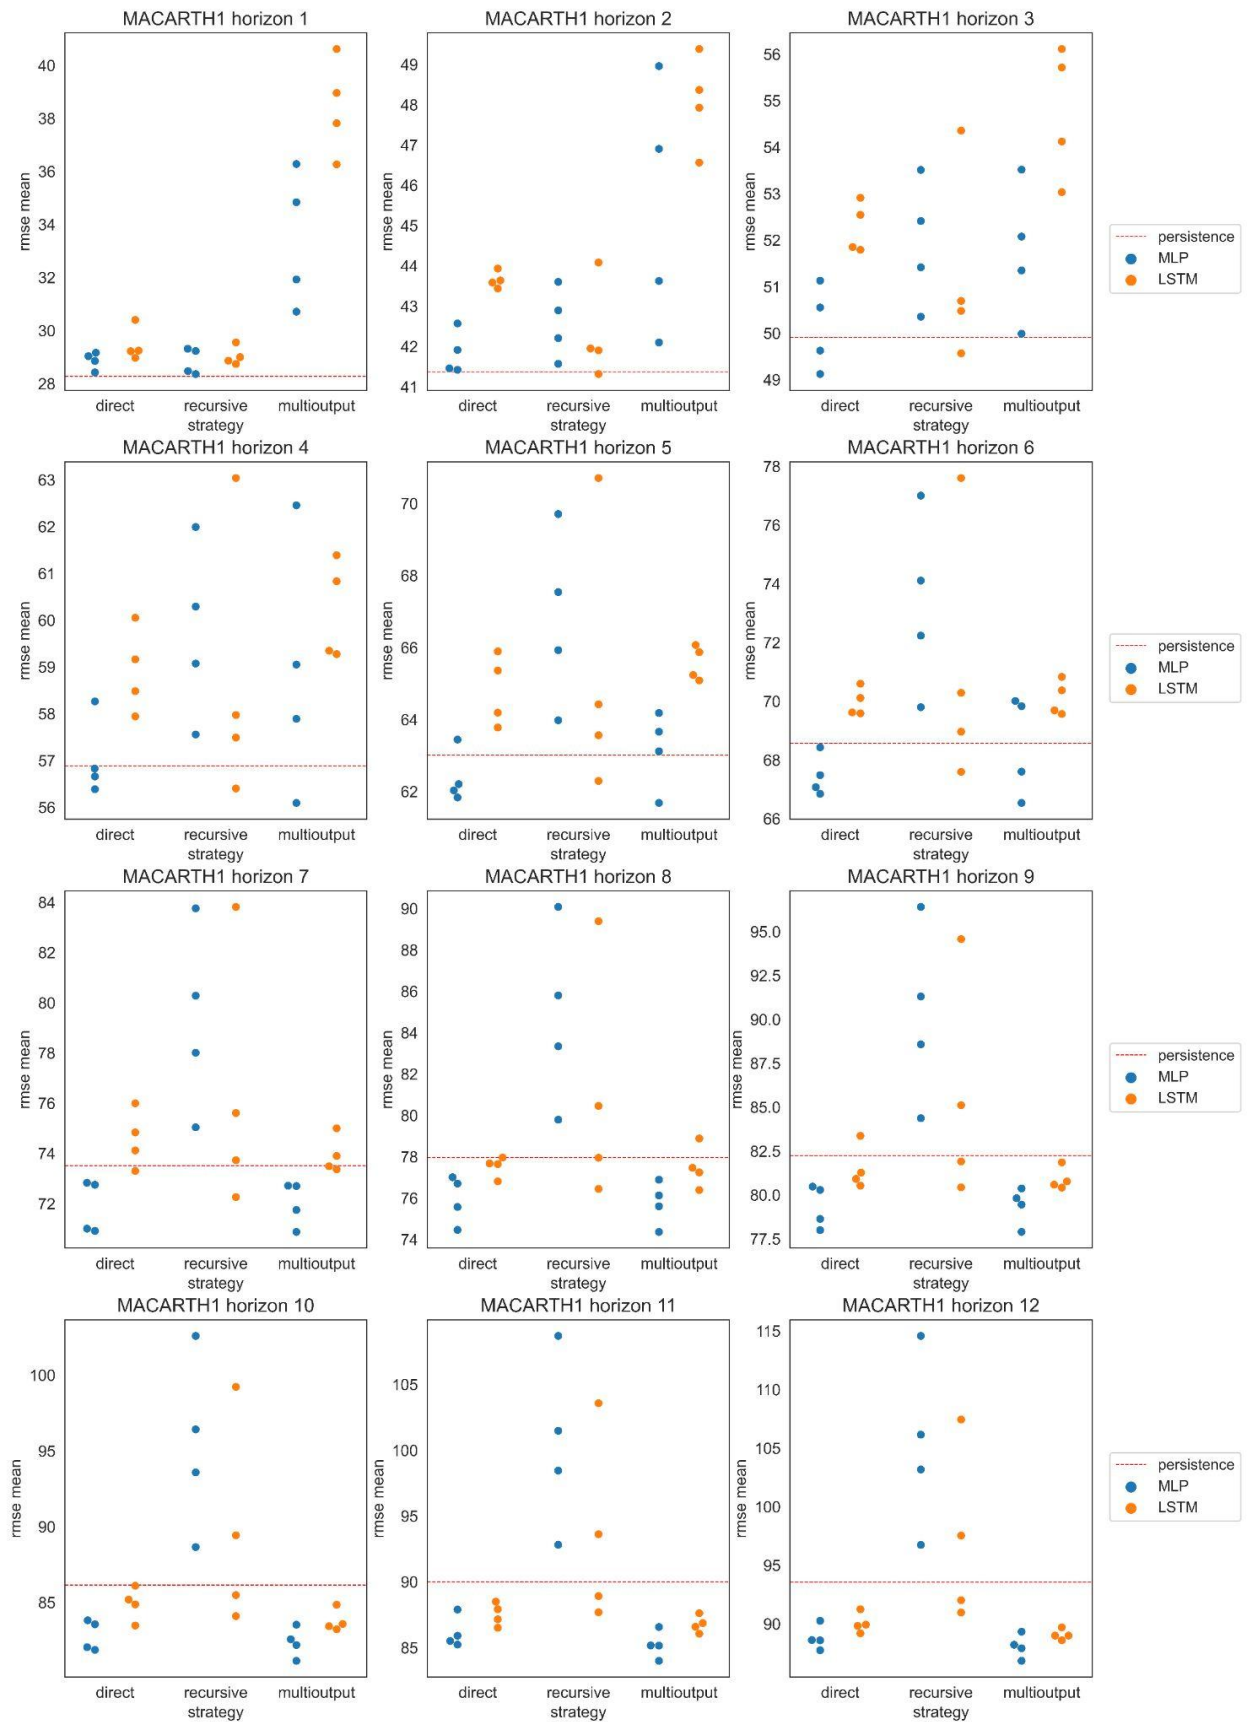 MACARTH1 horizon 1
rmse mean
40
38
36
34
32
30
28
direct
recursive
multioutput
strategy
MACARTH1 horizon 2
rmse mean
49
48
47
46
45
44
43
42
41
direct
recursive
multioutput
strategy
MACARTH1 horizon 3
rmse mean
56
55
54
53
52
51
50
49
direct
recursive
multioutput
strategy
persistence
MLP
LSTM
MACARTH1 horizon 4
rmse mean
63
62
61
60
59
58
57
56
direct
recursive
multioutput
strategy
MACARTH1 horizon 5
rmse mean
70
68
66
64
62
direct
recursive
multioutput
strategy
MACARTH1 horizon 6
rmse mean
78
76
74
72
70
68
66
direct
recursive
multioutput
strategy
persistence
MLP
LSTM
MACARTH1 horizon 7
rmse mean
84
82
80
78
76
74
72
direct
recursive
multioutput
strategy
MACARTH1 horizon 8
rmse mean
90
88
86
84
82
80
78
76
74
direct
recursive
multioutput
strategy
MACARTH1 horizon 9
rmse mean
95.0
92.5
90.0
87.5
85.0
82.5
80.0
77.5
direct
recursive
multioutput
strategy
persistence
MLP
LSTM
MACARTH1 horizon 10
rmse mean
100
95
90
85
direct
recursive
multioutput
strategy
MACARTH1 horizon 11
rmse mean
105
100
95
90
85
direct
recursive
multioutput
strategy
MACARTH1 horizon 12
rmse mean
115
110
105
100
95
90
direct
recursive
multioutput
strategy
persistence
MLP
LSTM